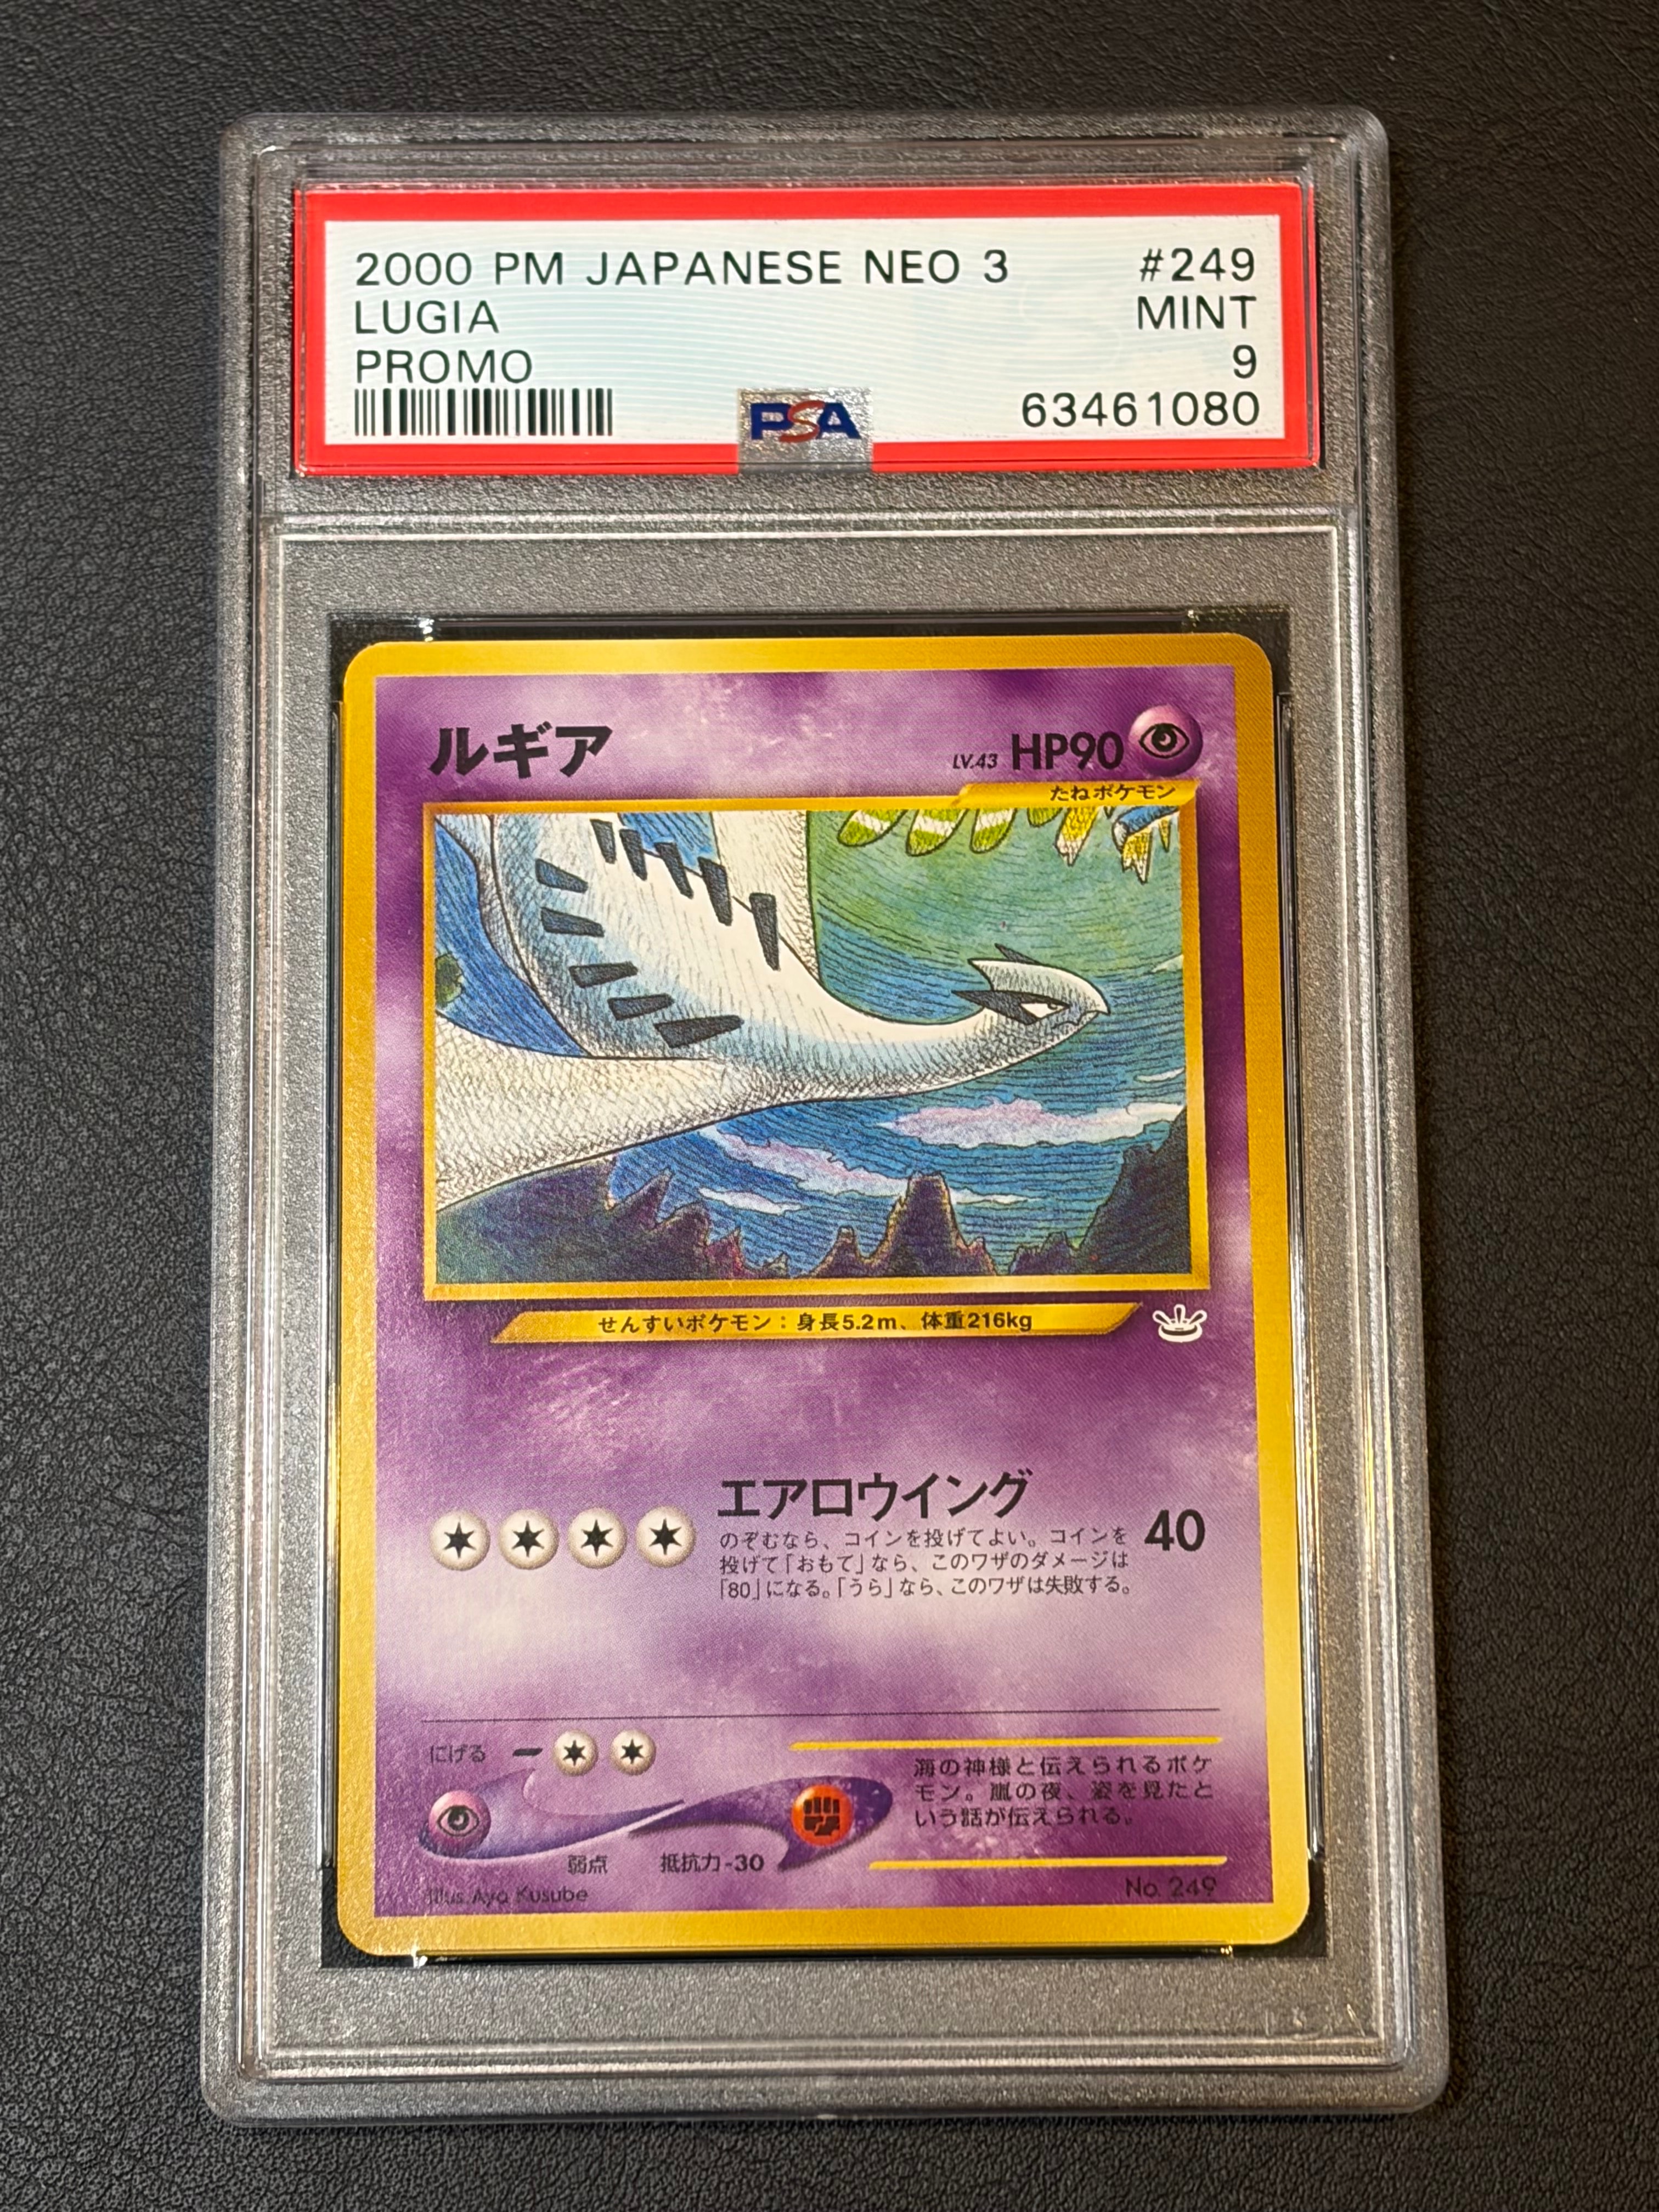 2000 PM JAPANESE NEO 3 #249
LUGIA MINT
PROMO 9
PSA 63461080
ルギア LV.43 HP90
たねポケモン
せんすいポケモン：身長5.2m、体重216kg
エアロウイング 40
のぞむなら、コインを投げてよい。コインを
投げて「おもて」なら、このワザのダメージは
「80」になる。「うら」なら、このワザは失敗する。
にげる
弱点 抵抗力-30
海の神様と伝えられるポケ
モン。嵐の夜、姿を見たと
いう話が伝えられる。
Illus. Aya Kusube No. 249
PSA